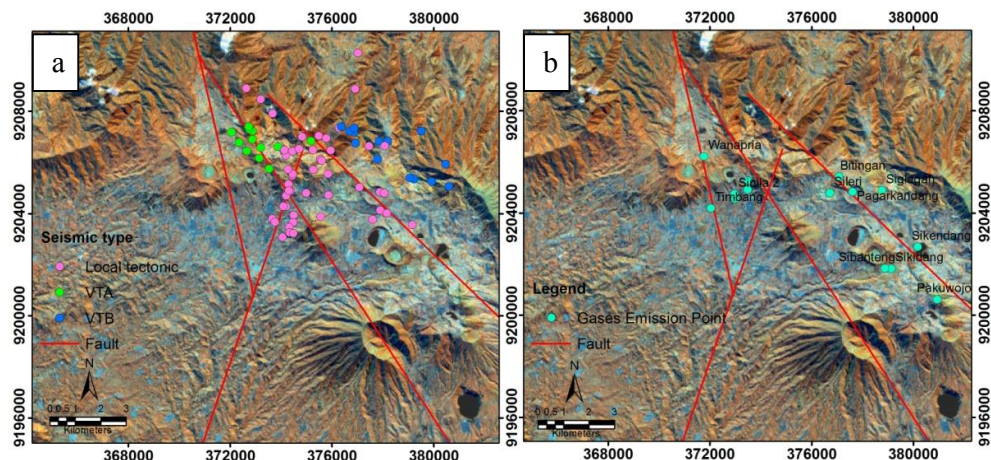 368000 372000 376000 380000
a
9208000
9204000
9200000
9196000
Seismic type
Local tectonic
VTA
VTB
Fault
N
0 0.5 1 2 3
Kilometers
368000 372000 376000 380000
368000 372000 376000 380000
b
Wanapria
Bitingan
Sinila 2
Sileri
Siglagah
Timbang
Pagarkandang
Sikendang
Sibanteng Sikidang
Pakuwojo
Legend
Gases Emission Point
Fault
N
0 0.5 1 2 3
Kilometers
9208000
9204000
9200000
9196000
368000 372000 376000 380000